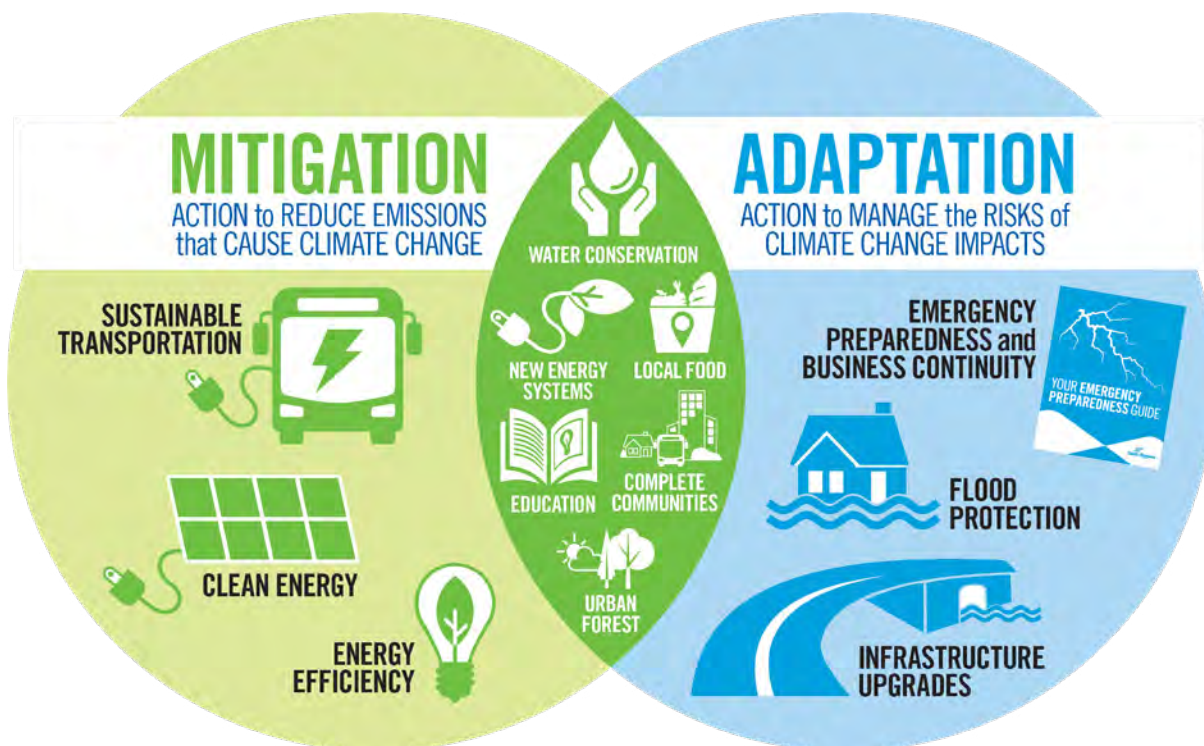 MITIGATION
ACTION to REDUCE EMISSIONS
that CAUSE CLIMATE CHANGE
SUSTAINABLE
TRANSPORTATION
CLEAN ENERGY
ENERGY
EFFICIENCY
WATER CONSERVATION
NEW ENERGY
SYSTEMS
LOCAL FOOD
EDUCATION
COMPLETE
COMMUNITIES
URBAN
FOREST
ADAPTATION
ACTION to MANAGE the RISKS of
CLIMATE CHANGE IMPACTS
EMERGENCY
PREPAREDNESS and
BUSINESS CONTINUITY
YOUR EMERGENCY
PREPAREDNESS GUIDE
FLOOD
PROTECTION
INFRASTRUCTURE
UPGRADES